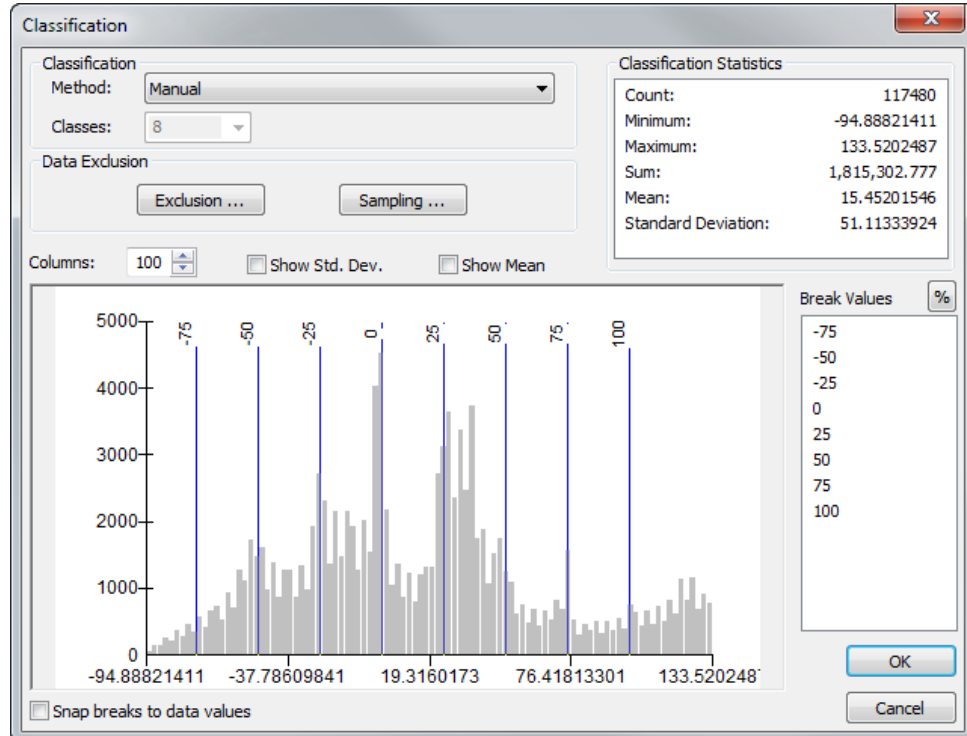 Classification
Classification
Method: Manual
Classes: 8
Data Exclusion
Exclusion ...
Sampling ...
Classification Statistics
Count: 117480
Minimum: -94.88821411
Maximum: 133.5202487
Sum: 1,815,302.777
Mean: 15.45201546
Standard Deviation: 51.11333924
Columns: 100 Show Std. Dev. Show Mean
Break Values %
-75 -50 -25 0 25 50 75 100
5000
4000
3000
2000
1000
0
-94.88821411 -37.78609841 19.3160173 76.41813301 133.520248
-75
-50
-25
0
25
50
75
100
OK
Cancel
Snap breaks to data values